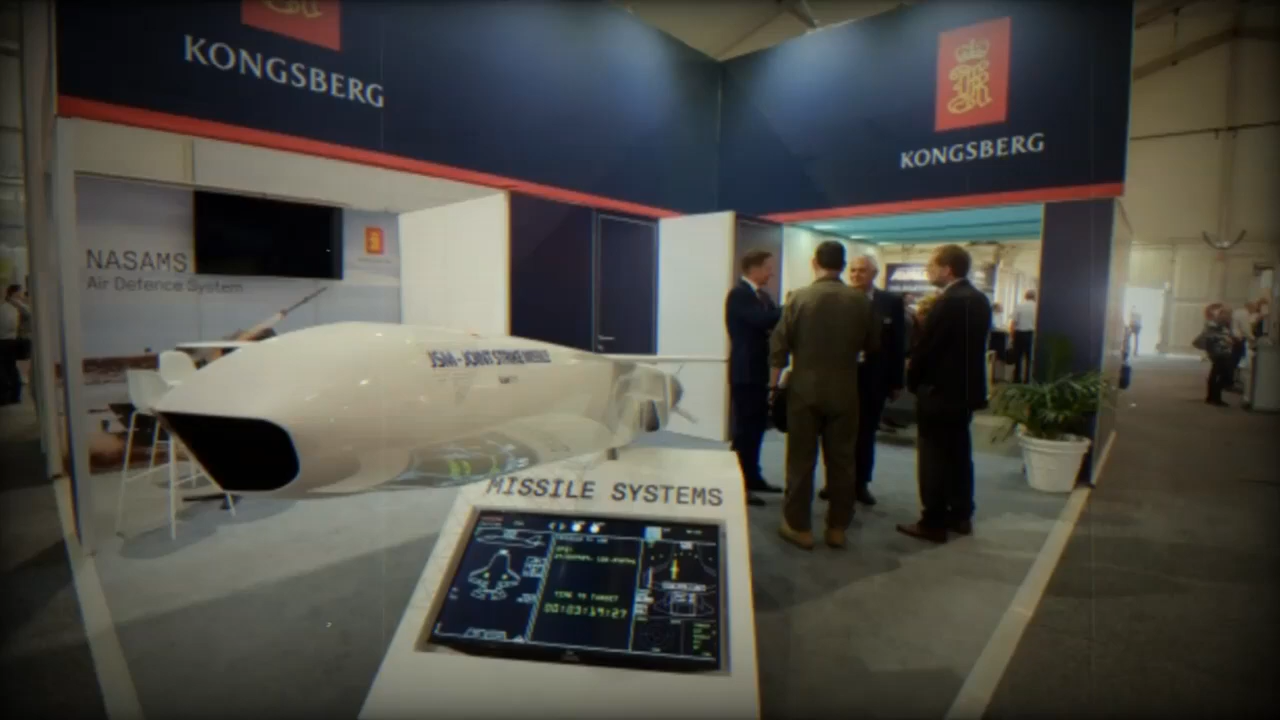 KONGSBERG
KONGSBERG
NASAMS
Air Defence System
JSM - JOINT STRIKE MISSILE
MISSILE SYSTEMS
TIME TO TARGET
00:03:19:27